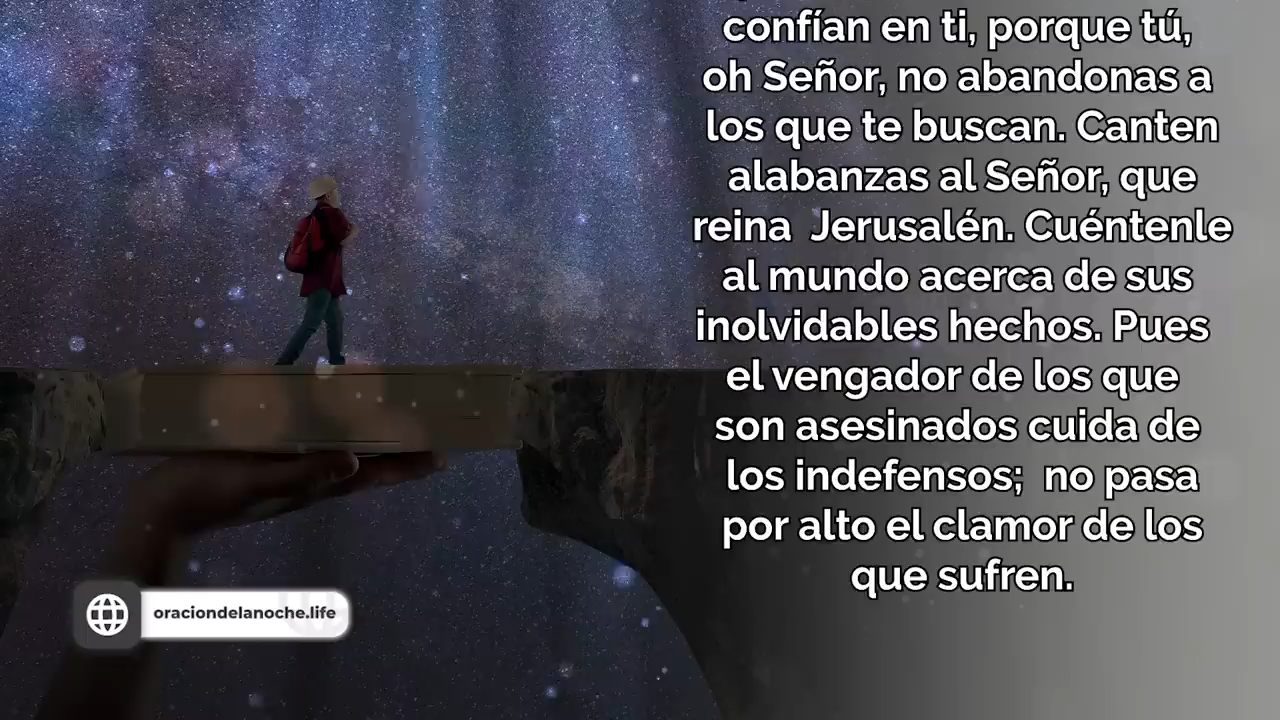 confían en ti, porque tú,
oh Señor, no abandonas a
los que te buscan. Canten
alabanzas al Señor, que
reina  Jerusalén. Cuéntenle
al mundo acerca de sus
inolvidables hechos. Pues
el vengador de los que
son asesinados cuida de
los indefensos;  no pasa
por alto el clamor de los
que sufren.
oraciondelanoche.life